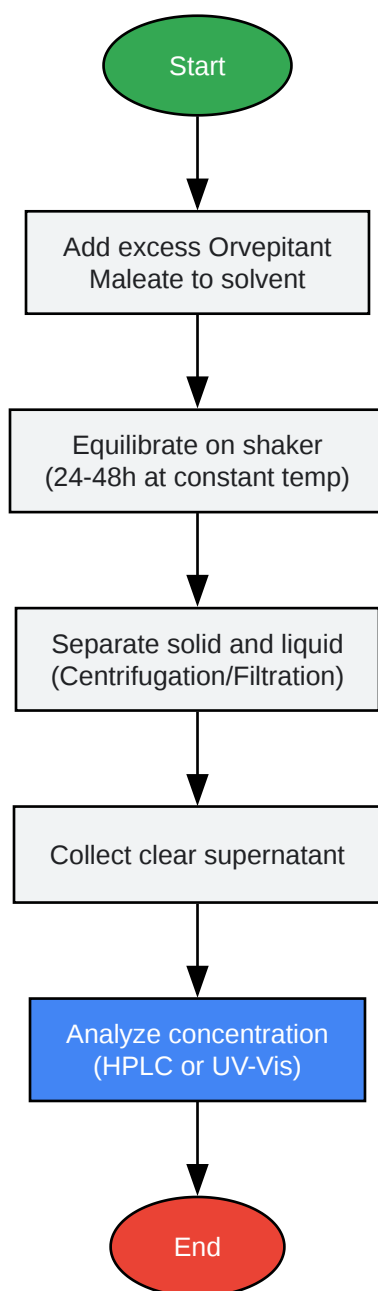 Start
Add excess Orvepitant
Maleate to solvent
Equilibrate on shaker
(24-48h at constant temp)
Separate solid and liquid
(Centrifugation/Filtration)
Collect clear supernatant
Analyze concentration
(HPLC or UV-Vis)
End